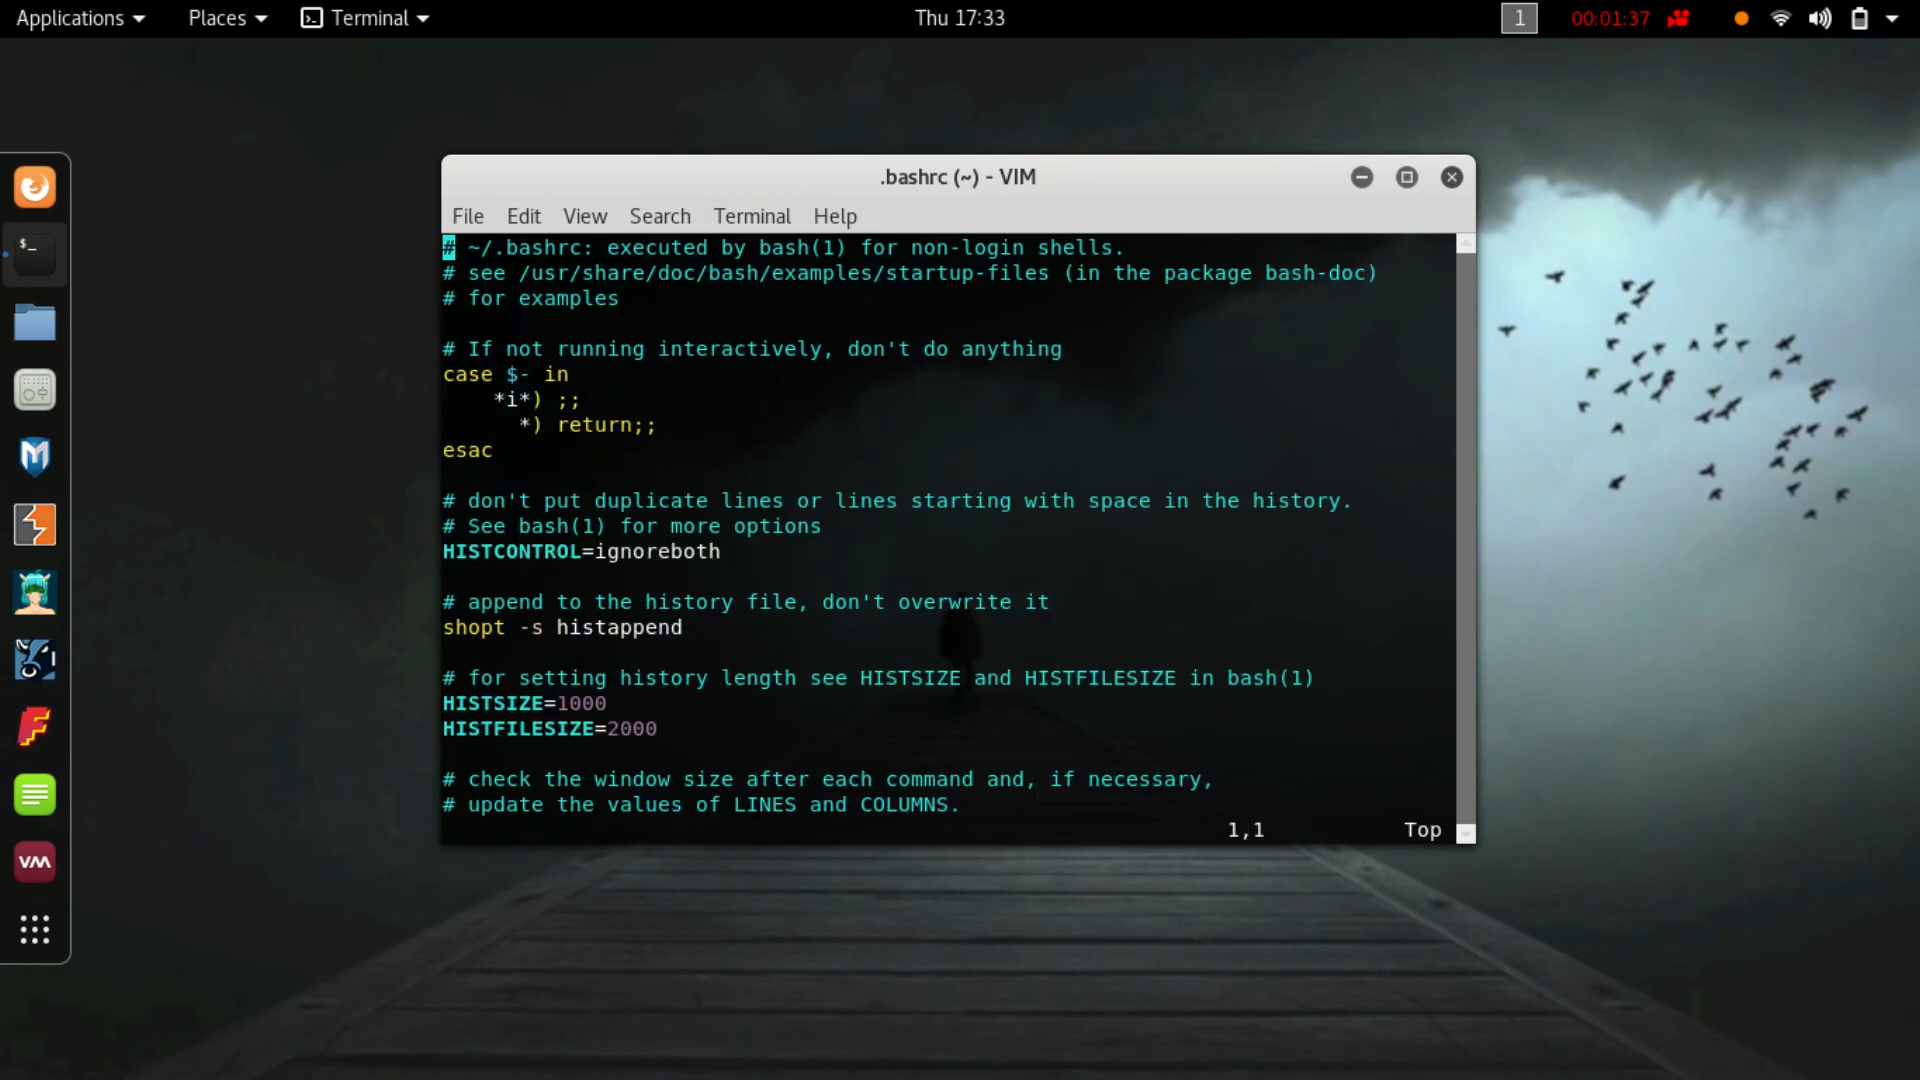 Applications Places Terminal Thu 17:33 1 00:01:37
.bashrc (~) - VIM
File Edit View Search Terminal Help
# ~/.bashrc: executed by bash(1) for non-login shells.
# see /usr/share/doc/bash/examples/startup-files (in the package bash-doc)
# for examples

# If not running interactively, don't do anything
case $- in
    *i*) ;;
      *) return;;
esac

# don't put duplicate lines or lines starting with space in the history.
# See bash(1) for more options
HISTCONTROL=ignoreboth

# append to the history file, don't overwrite it
shopt -s histappend

# for setting history length see HISTSIZE and HISTFILESIZE in bash(1)
HISTSIZE=1000
HISTFILESIZE=2000

# check the window size after each command and, if necessary,
# update the values of LINES and COLUMNS.
1,1 Top
$_
vm